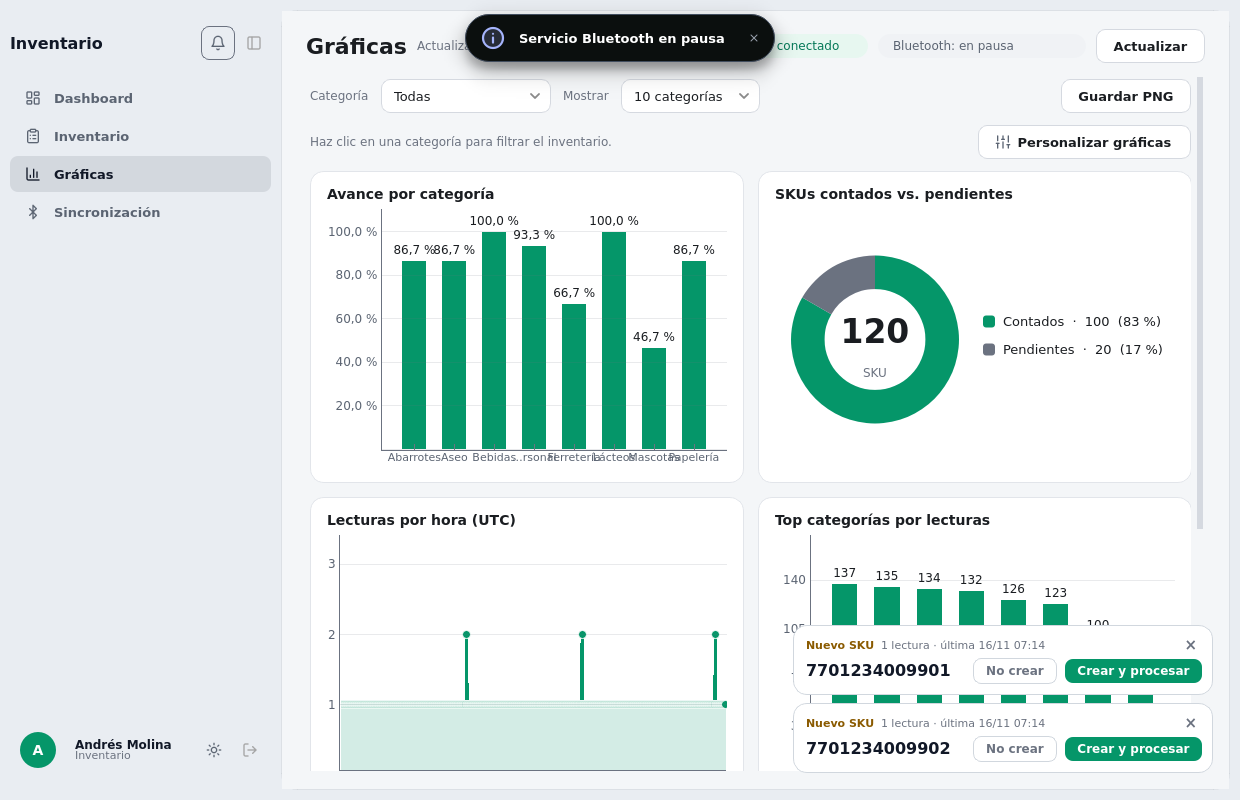 Inventario
Dashboard
Inventario
Gráficas
Sincronización
A
Andrés Molina
Inventario
Gráficas
Servicio Bluetooth en pausa
×
conectado
Bluetooth: en pausa
Actualizar
Categoría
Todas
Mostrar
10 categorías
Guardar PNG
Haz clic en una categoría para filtrar el inventario.
Personalizar gráficas
Avance por categoría
100,0 %
80,0 %
60,0 %
40,0 %
20,0 %
86,7 %
86,7 %
100,0 %
93,3 %
66,7 %
100,0 %
46,7 %
86,7 %
Abarrotes
Aseo
Bebidas
Ferretería
Lácteos
Mascotas
Papelería
SKUs contados vs. pendientes
120
SKU
Contados · 100 (83 %)
Pendientes · 20 (17 %)
Lecturas por hora (UTC)
3
2
1
Top categorías por lecturas
140
105
137
135
134
132
126
123
100
Nuevo SKU 1 lectura · última 16/11 07:14 ×
7701234009901 No crear Crear y procesar
Nuevo SKU 1 lectura · última 16/11 07:14 ×
7701234009902 No crear Crear y procesar